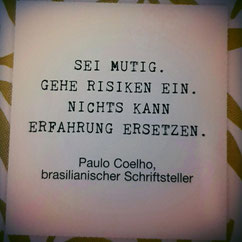 SEI MUTIG.
GEHE RISIKEN EIN.
NICHTS KANN
ERFAHRUNG ERSETZEN.
Paulo Coelho,
brasilianischer Schriftsteller